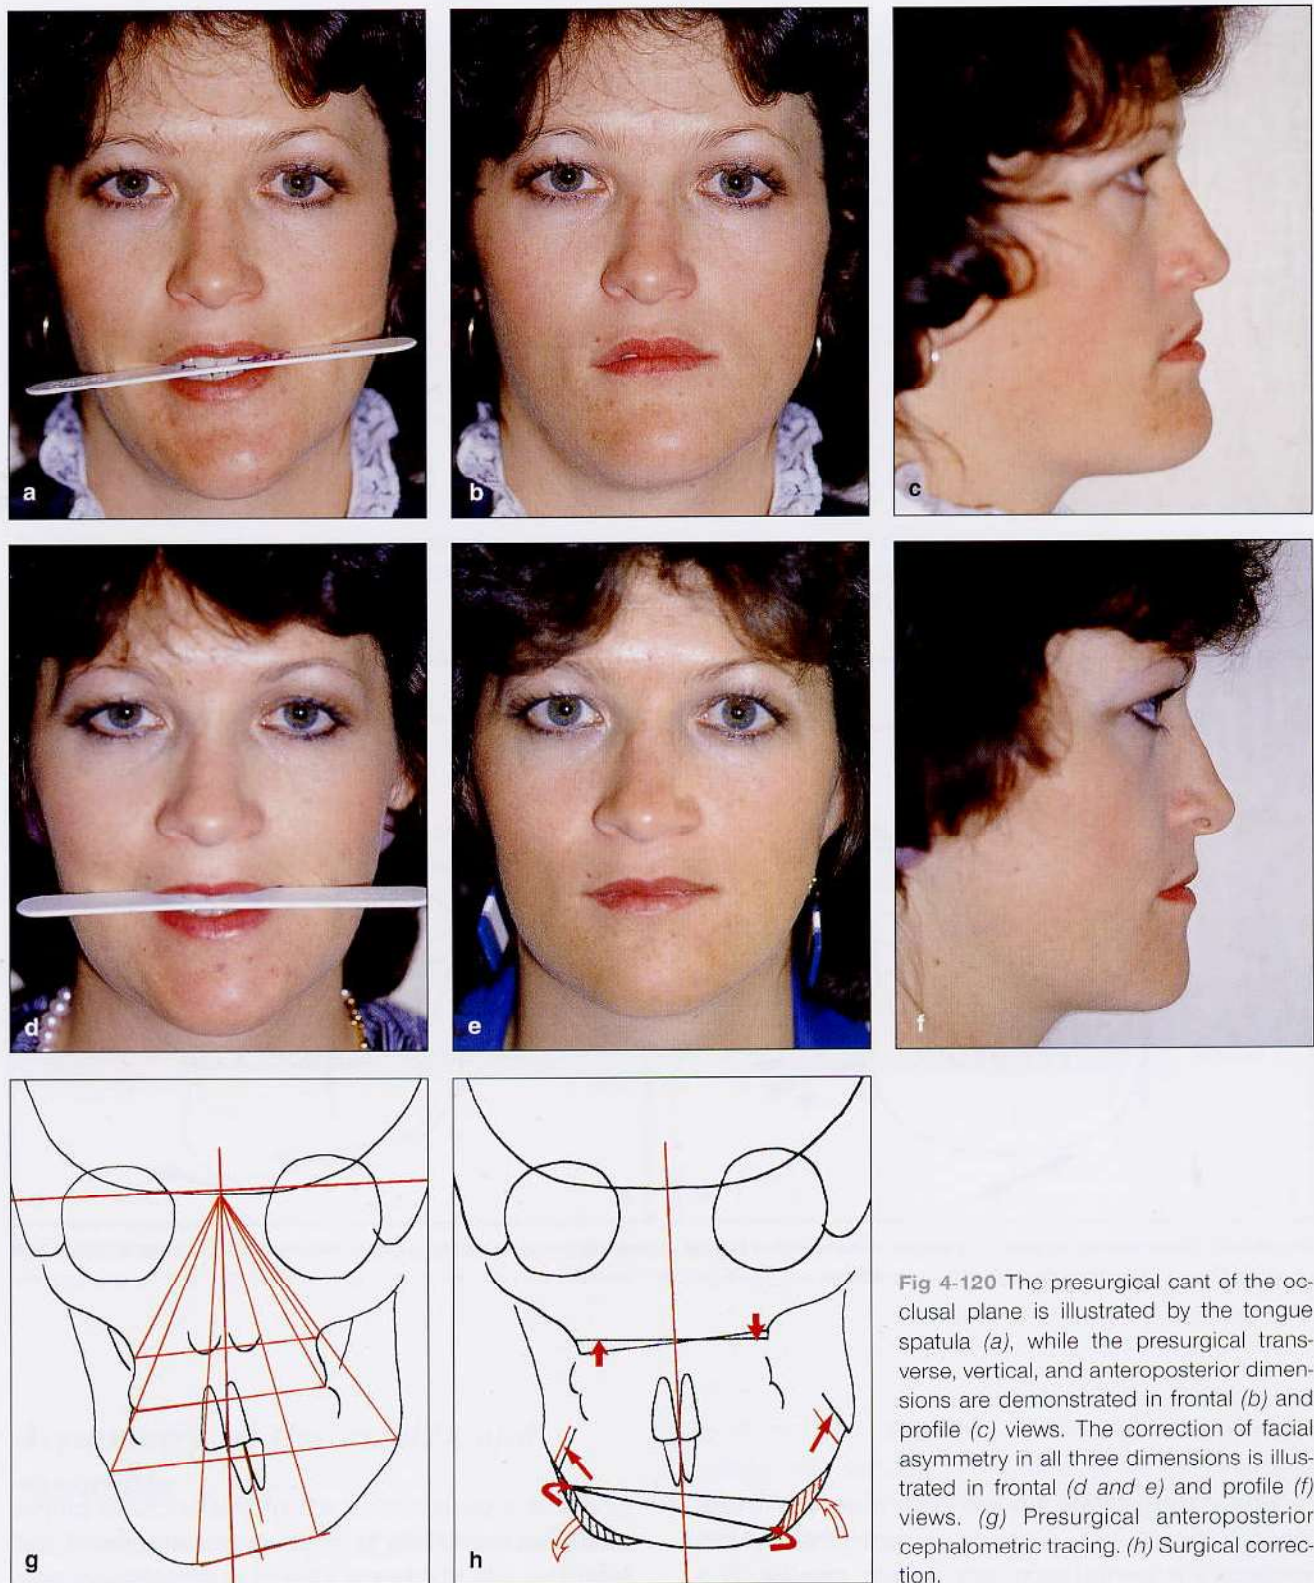 a
b
c
d
e
f
g
h
Fig 4-120 The presurgical cant of the oc-
clusal plane is illustrated by the tongue
spatula (a), while the presurgical trans-
verse, vertical, and anteroposterior dimen-
sions are demonstrated in frontal (b) and
profile (c) views. The correction of facial
asymmetry in all three dimensions is illus-
trated in frontal (d and e) and profile (f)
views. (g) Presurgical anteroposterior
cephalometric tracing. (h) Surgical correc-
tion.